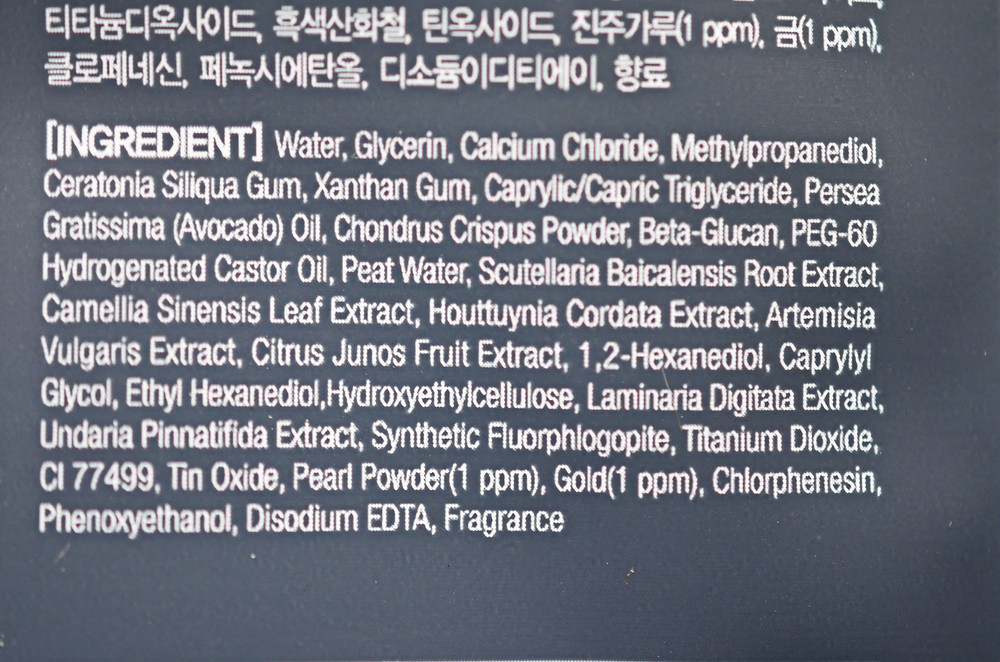 티타늄디옥사이드, 흑색산화철, 틴옥사이드, 진주가루(1 ppm), 금(1 ppm),
클로페네신, 페녹시에탄올, 디소듐이디티에이, 향료
[INGREDIENT] Water, Glycerin, Calcium Chloride, Methylpropanediol,
Ceratonia Siliqua Gum, Xanthan Gum, Caprylic/Capric Triglyceride, Persea
Gratissima (Avocado) Oil, Chondrus Crispus Powder, Beta-Glucan, PEG-60
Hydrogenated Castor Oil, Peat Water, Scutellaria Baicalensis Root Extract,
Camellia Sinensis Leaf Extract, Houttuynia Cordata Extract, Artemisia
Vulgaris Extract, Citrus Junos Fruit Extract, 1,2-Hexanediol, Caprylyl
Glycol, Ethyl Hexanediol,Hydroxyethylcellulose, Laminaria Digitata Extract,
Undaria Pinnatifida Extract, Synthetic Fluorphlogopite, Titanium Dioxide,
CI 77499, Tin Oxide, Pearl Powder(1 ppm), Gold(1 ppm), Chlorphenesin,
Phenoxyethanol, Disodium EDTA, Fragrance